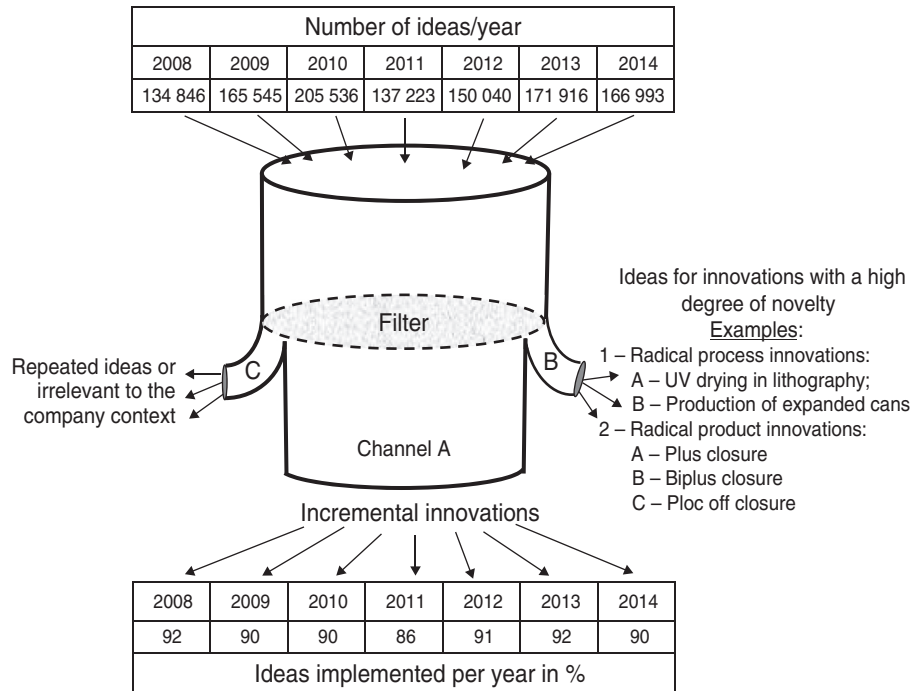 Number of ideas/year
2008 2009 2010 2011 2012 2013 2014
134 846 165 545 205 536 137 223 150 040 171 916 166 993
Ideas for innovations with a high
degree of novelty
Examples:
1 – Radical process innovations:
A – UV drying in lithography;
B – Production of expanded cans
2 – Radical product innovations:
A – Plus closure
B – Biplus closure
C – Ploc off closure
Filter
B
C
Repeated ideas or
irrelevant to the
company context
Channel A
Incremental innovations
2008 2009 2010 2011 2012 2013 2014
92 90 90 86 91 92 90
Ideas implemented per year in %